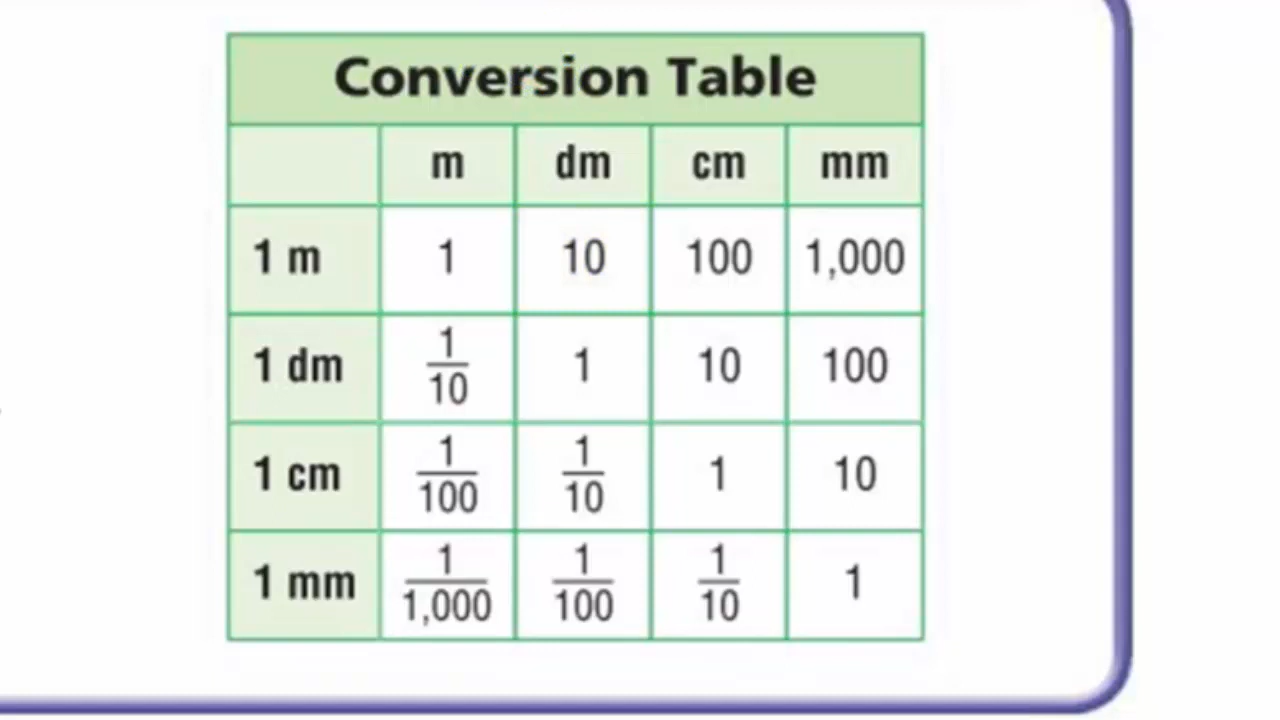 Conversion Table
m dm cm mm
1 m 1 10 100 1,000
1 dm 1/10 1 10 100
1 cm 1/100 1/10 1 10
1 mm 1/1,000 1/100 1/10 1